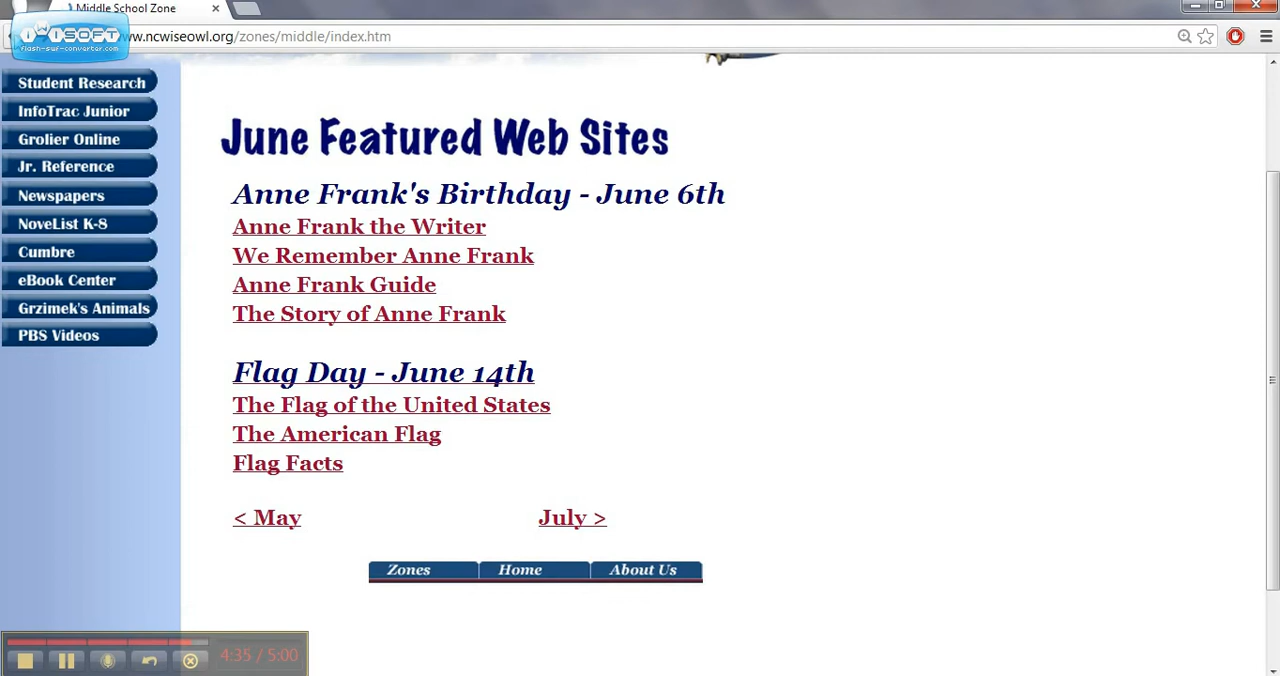 Middle School Zone
iWiSOFT
flash-swf-converter.com
www.ncwiseowl.org/zones/middle/index.htm
Student Research
InfoTrac Junior
Grolier Online
Jr. Reference
Newspapers
NoveList K-8
Cumbre
eBook Center
Grzimek's Animals
PBS Videos
June Featured Web Sites
Anne Frank's Birthday - June 6th
Anne Frank the Writer
We Remember Anne Frank
Anne Frank Guide
The Story of Anne Frank
Flag Day - June 14th
The Flag of the United States
The American Flag
Flag Facts
< May July >
Zones Home About Us
4:35 / 5:00